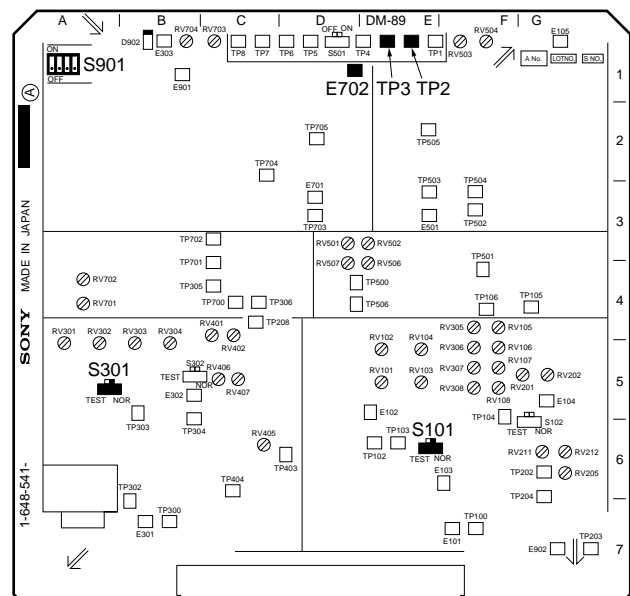 A B C D DM-89 E F G
D902 E303 RV704 RV703 OFF ON RV503 RV504 E105
TP8 TP7 TP6 TP5 S501 TP4 TP1
ON
S901
OFF
A No. LOTNO. S NO.
E901 E702 TP3 TP2
1
A
TP705 TP505
2
TP704
E701 TP503 TP504
TP703 E501 TP502
3
TP702 RV501 RV502
TP701 RV507 RV506 TP501
RV702 TP305 TP500
RV701 TP700 TP306 TP506 TP106 TP105
4
TP208
RV301 RV302 RV303 RV304 RV401 RV402
RV305 RV105
RV102 RV104 RV306 RV106
S301 S302 RV406 RV307 RV107
TEST NOR RV407 RV101 RV103 RV308 RV201 RV202
5
TEST NOR E302 RV108 E104
TP303 TP304 E102 TP104 S102
TEST NOR
RV405 TP103 S101
TP403 TP102 TEST NOR RV211 RV212
6
TP404 E103 TP202 RV205
TP302 TP204
TP300 TP100
E301 E101 E902 TP203
7
SONY MADE IN JAPAN
1-648-541-